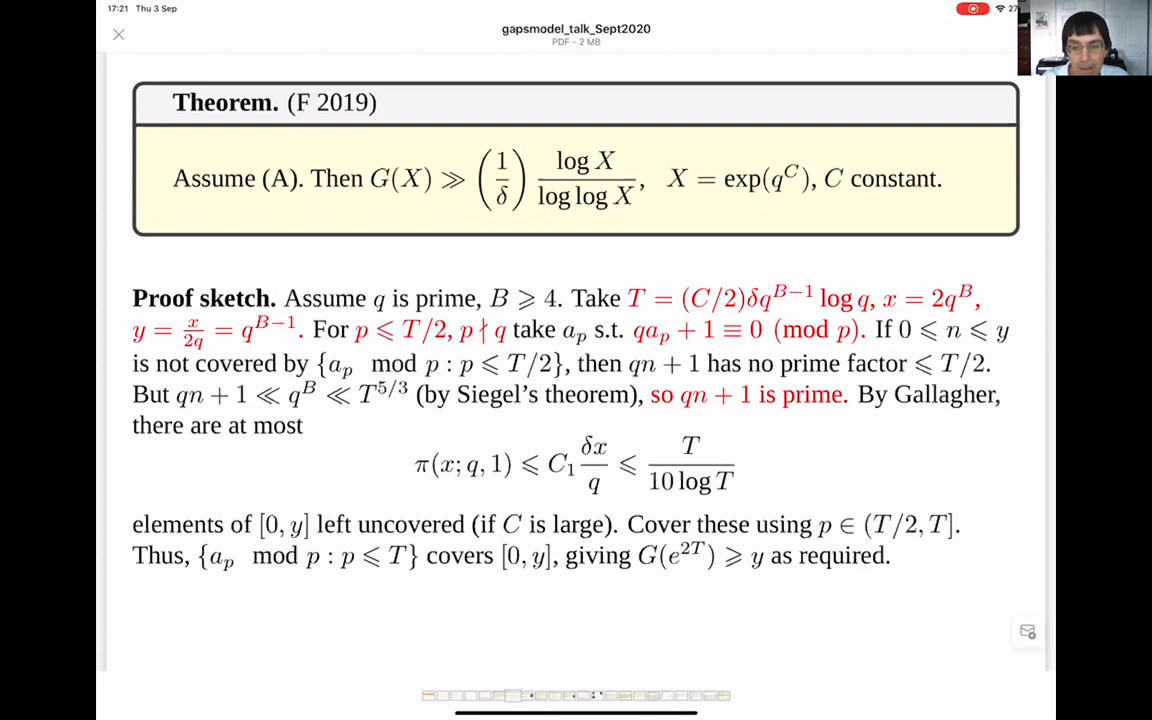 17:21 Thu 3 Sep
27
gapsmodel_talk_Sept2020
PDF - 2 MB
Theorem. (F 2019)
Assume (A). Then G(X) ≫ (1/δ) log X / log log X, X = exp(q^C), C constant.
Proof sketch. Assume q is prime, B ⩾ 4. Take T = (C/2)δq^{B−1} log q, x = 2q^B,
y = x/2q = q^{B−1}. For p ⩽ T/2, p ∤ q take a_p s.t. qa_p + 1 ≡ 0 (mod p). If 0 ⩽ n ⩽ y
is not covered by {a_p mod p : p ⩽ T/2}, then qn + 1 has no prime factor ⩽ T/2.
But qn + 1 ≪ q^B ≪ T^{5/3} (by Siegel's theorem), so qn + 1 is prime. By Gallagher,
there are at most
π(x; q, 1) ⩽ C_1 δx/q ⩽ T / 10 log T
elements of [0, y] left uncovered (if C is large). Cover these using p ∈ (T/2, T].
Thus, {a_p mod p : p ⩽ T} covers [0, y], giving G(e^{2T}) ⩾ y as required.